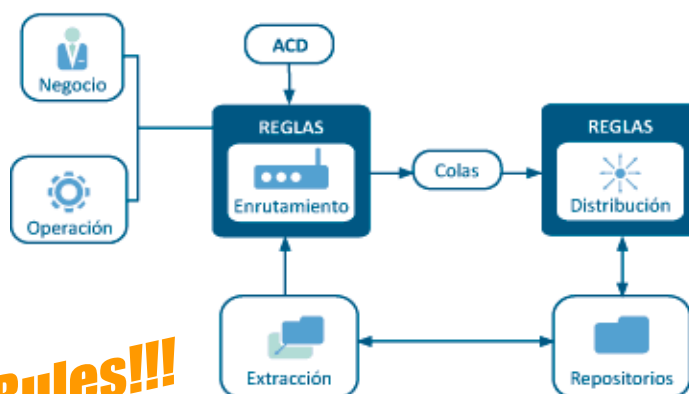 ACD
Negocio
REGLAS
Enrutamiento
Colas
REGLAS
Distribución
Operación
Extracción
Repositorios
Rules!!!